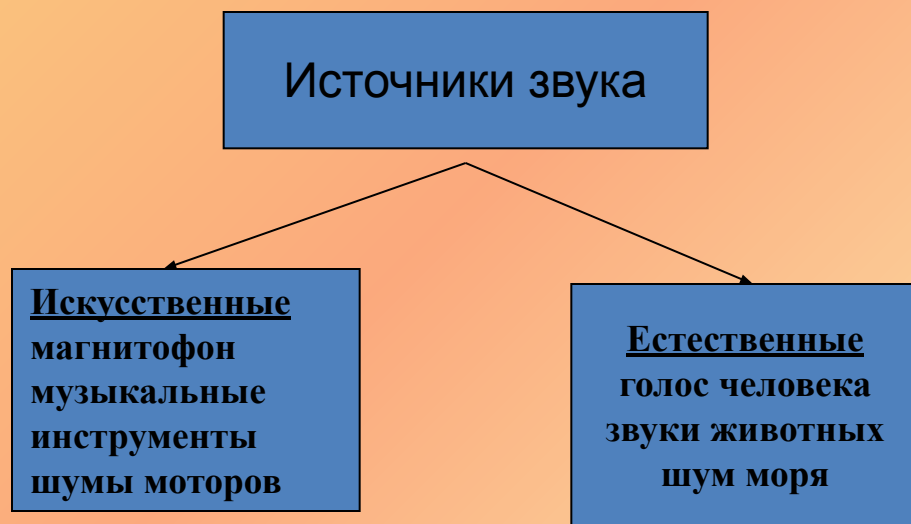 Источники звука
Искусственные
магнитофон
музыкальные
инструменты
шумы моторов
Естественные
голос человека
звуки животных
шум моря